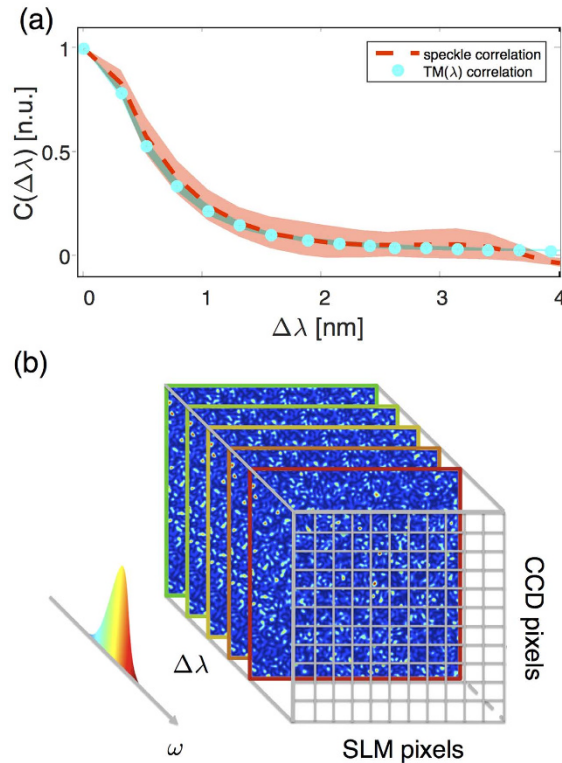 (a)
C(Δλ) [n.u.]
1
0.5
0
0
1
2
3
4
Δλ [nm]
speckle correlation
TM(λ) correlation
(b)
Δλ
ω
CCD pixels
SLM pixels